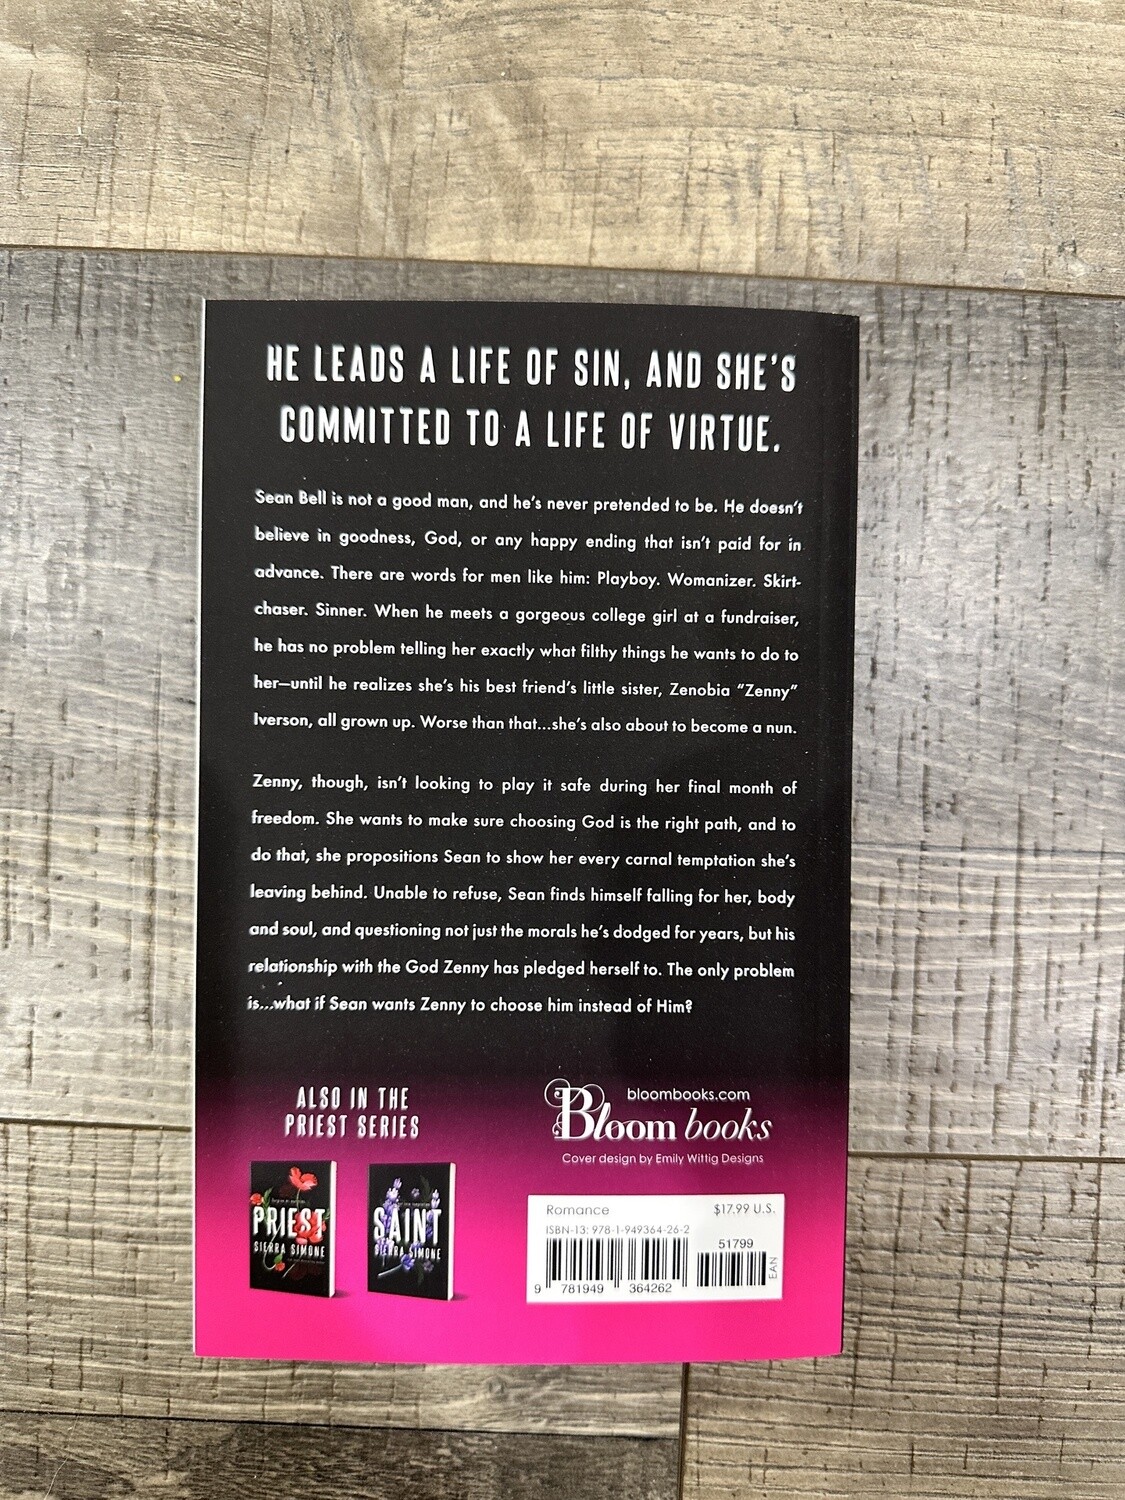 HE LEADS A LIFE OF SIN, AND SHE'S
COMMITTED TO A LIFE OF VIRTUE.
Sean Bell is not a good man, and he's never pretended to be. He doesn't
believe in goodness, God, or any happy ending that isn't paid for in
advance. There are words for men like him: Playboy. Womanizer. Skirt-
chaser. Sinner. When he meets a gorgeous college girl at a fundraiser,
he has no problem telling her exactly what filthy things he wants to do to
her—until he realizes she's his best friend's little sister, Zenobia "Zenny"
Iverson, all grown up. Worse than that...she's also about to become a nun.
Zenny, though, isn't looking to play it safe during her final month of
freedom. She wants to make sure choosing God is the right path, and to
do that, she propositions Sean to show her every carnal temptation she's
leaving behind. Unable to refuse, Sean finds himself falling for her, body
and soul, and questioning not just the morals he's dodged for years, but his
relationship with the God Zenny has pledged herself to. The only problem
is...what if Sean wants Zenny to choose him instead of Him?
ALSO IN THE
PRIEST SERIES
PRIEST
SIERRA SIMONE
SAINT
SIERRA SIMONE
bloombooks.com
Bloom books
Cover design by Emily Wittig Designs
Romance $17.99 U.S.
ISBN-13: 978-1-949364-26-2
51799
EAN
9 781949 364262